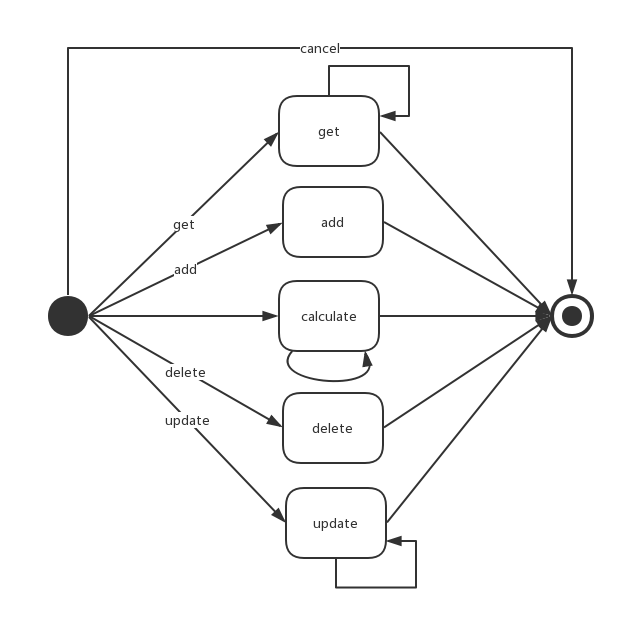 cancel
get
get
add
add
calculate
delete
delete
update
update